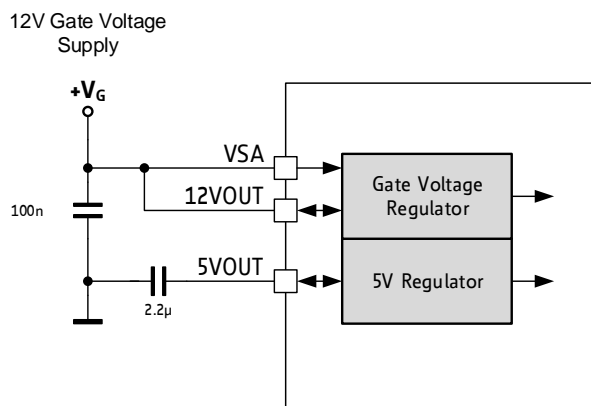 12V Gate Voltage
Supply
+VG
VSA
12VOUT
Gate Voltage
Regulator
100n
5VOUT
5V Regulator
2.2µ